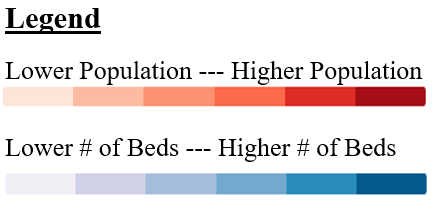 Legend
Lower Population --- Higher Population
Lower # of Beds --- Higher # of Beds